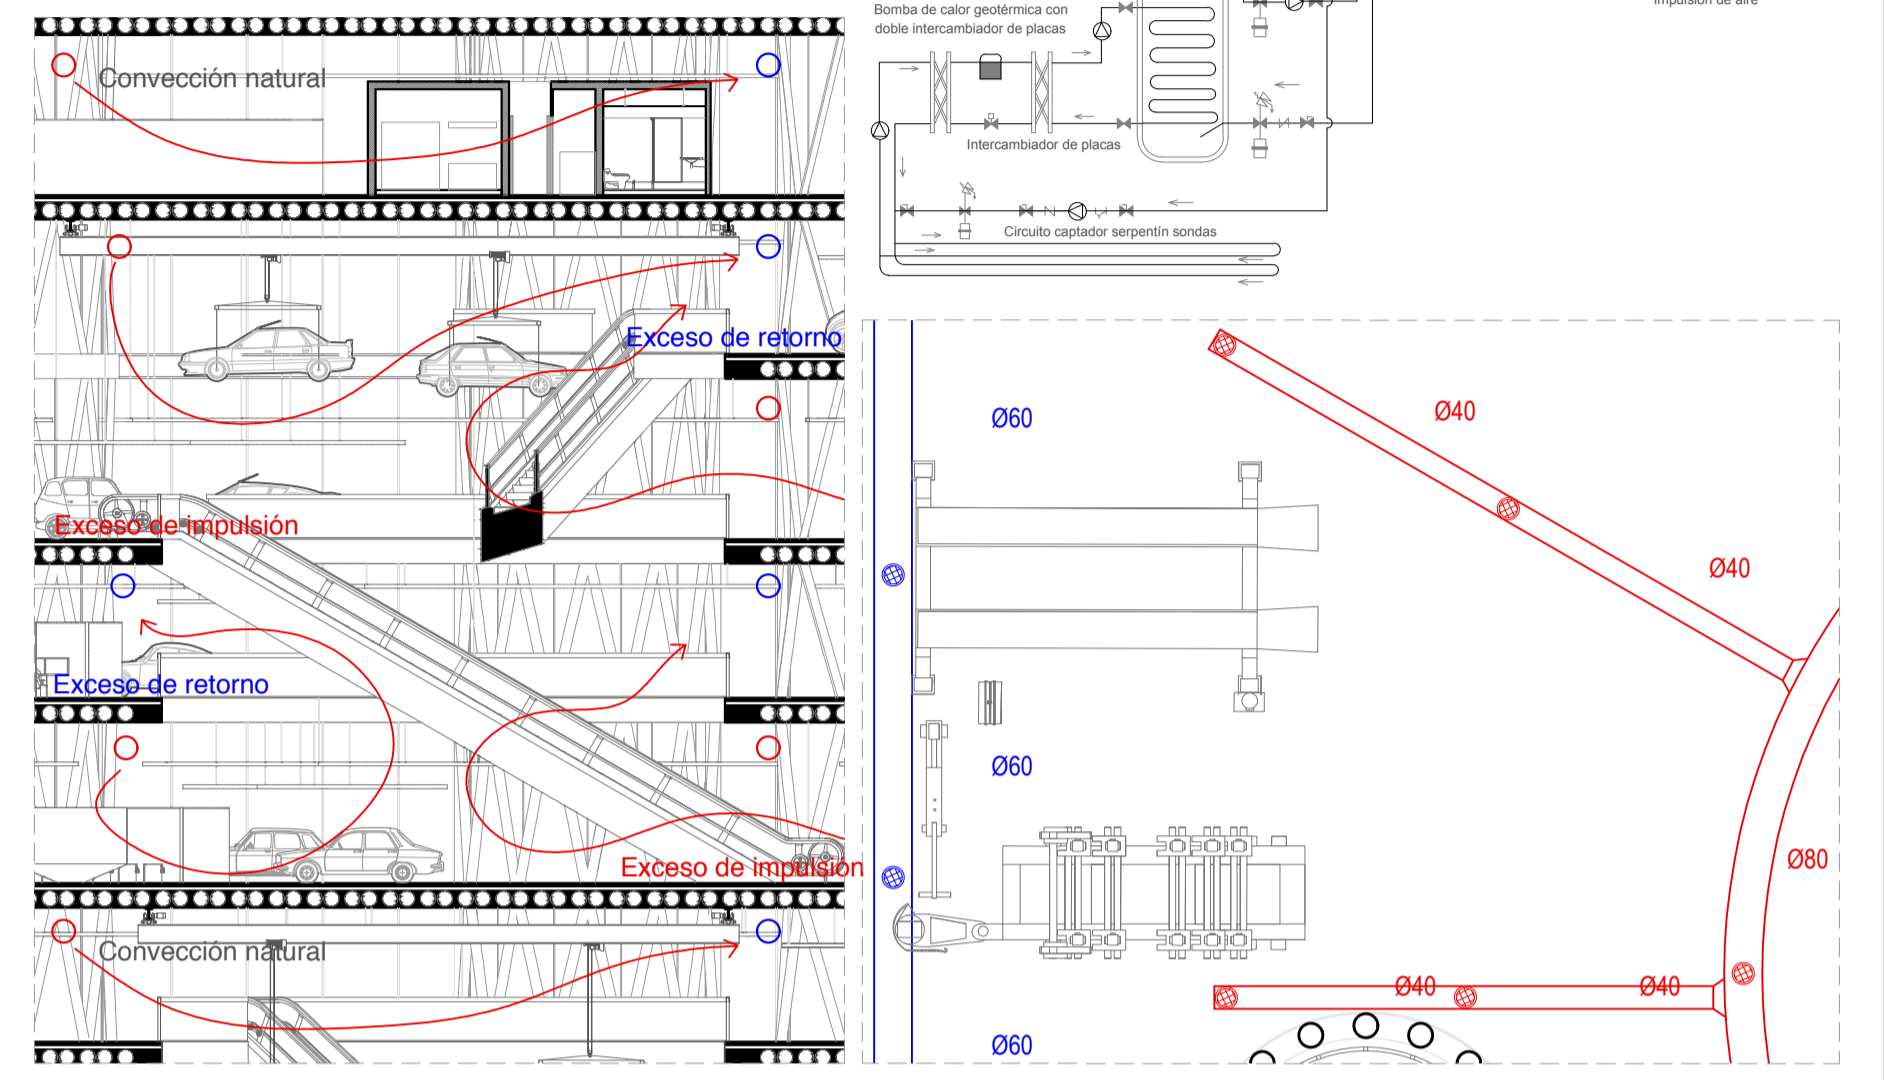 Convección natural
Exceso de retorno
Exceso de impulsión
Exceso de retorno
Exceso de impulsión
Convección natural
Bomba de calor geotérmica con
doble intercambiador de placas
Impulsión de aire
Intercambiador de placas
Circuito captador serpentín sondas
Ø60
Ø40
Ø40
Ø60
Ø80
Ø40
Ø40
Ø60